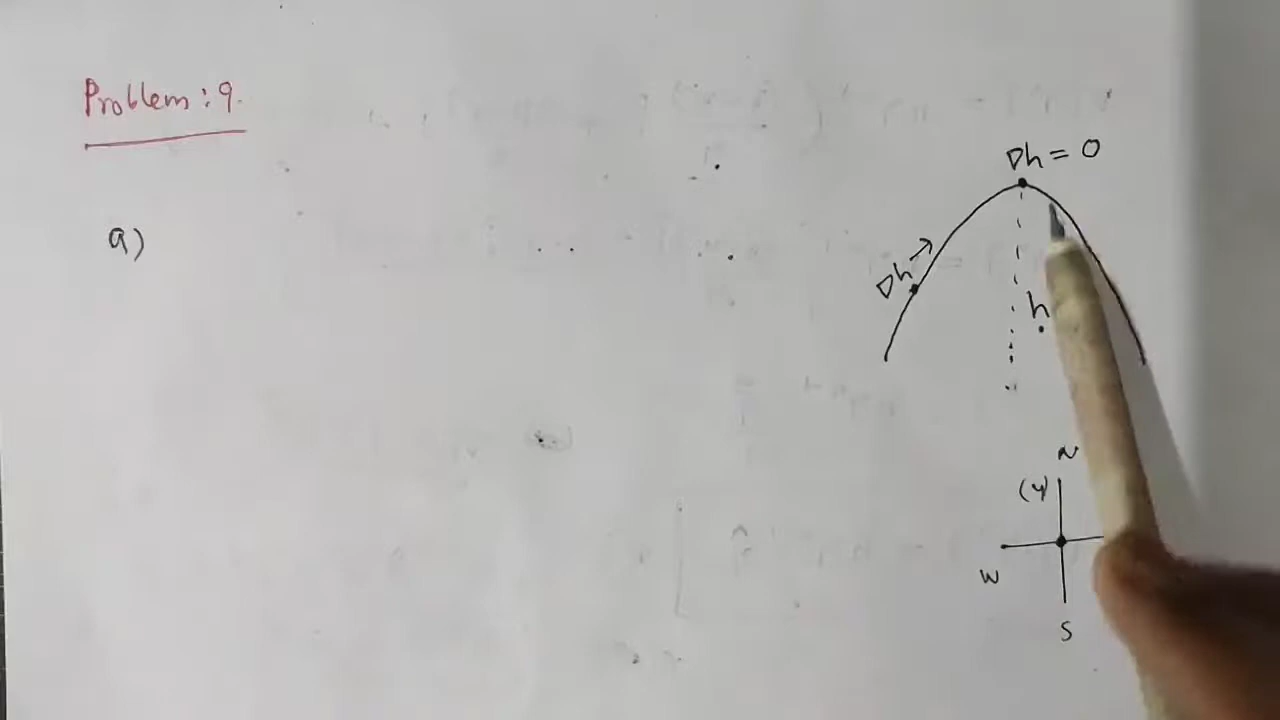 Problem: 9.
a)
∇h = 0
∇h
h
N
(y)
W
S